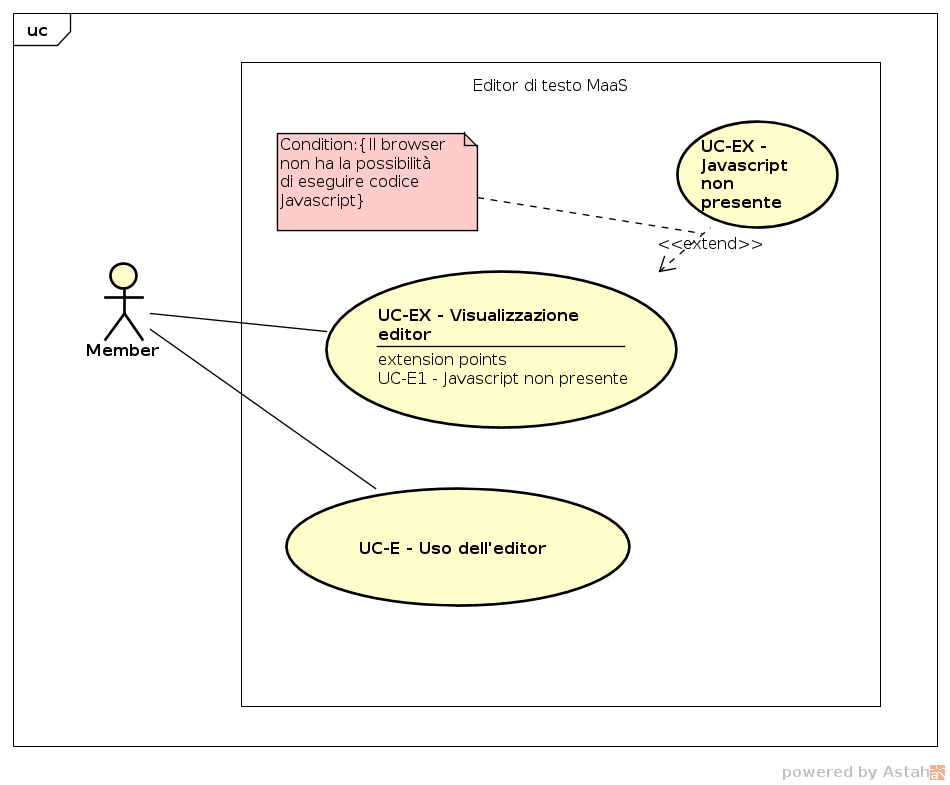 uc
Editor di testo MaaS
Condition:{Il browser
non ha la possibilità
di eseguire codice
Javascript}
UC-EX -
Javascript
non
presente
<<extend>>
UC-EX - Visualizzazione
editor
extension points
UC-E1 - Javascript non presente
Member
UC-E - Uso dell'editor
powered by Astah